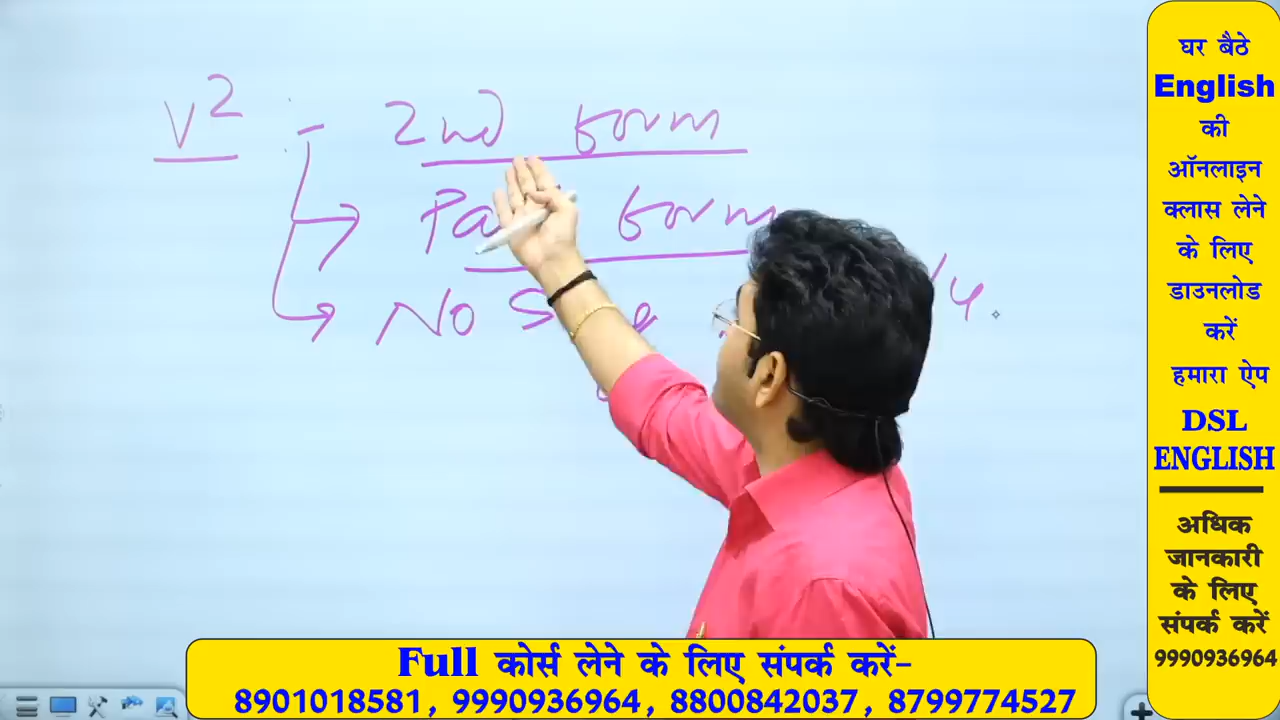 V2 - 2nd form
form
No
घर बैठे
English
की
ऑनलाइन
क्लास लेने
के लिए
डाउनलोड
करें
हमारा ऐप
DSL
ENGLISH
अधिक
जानकारी
के लिए
संपर्क करें
9990936964
Full कोर्स लेने के लिए संपर्क करें-
8901018581, 9990936964, 8800842037, 8799774527